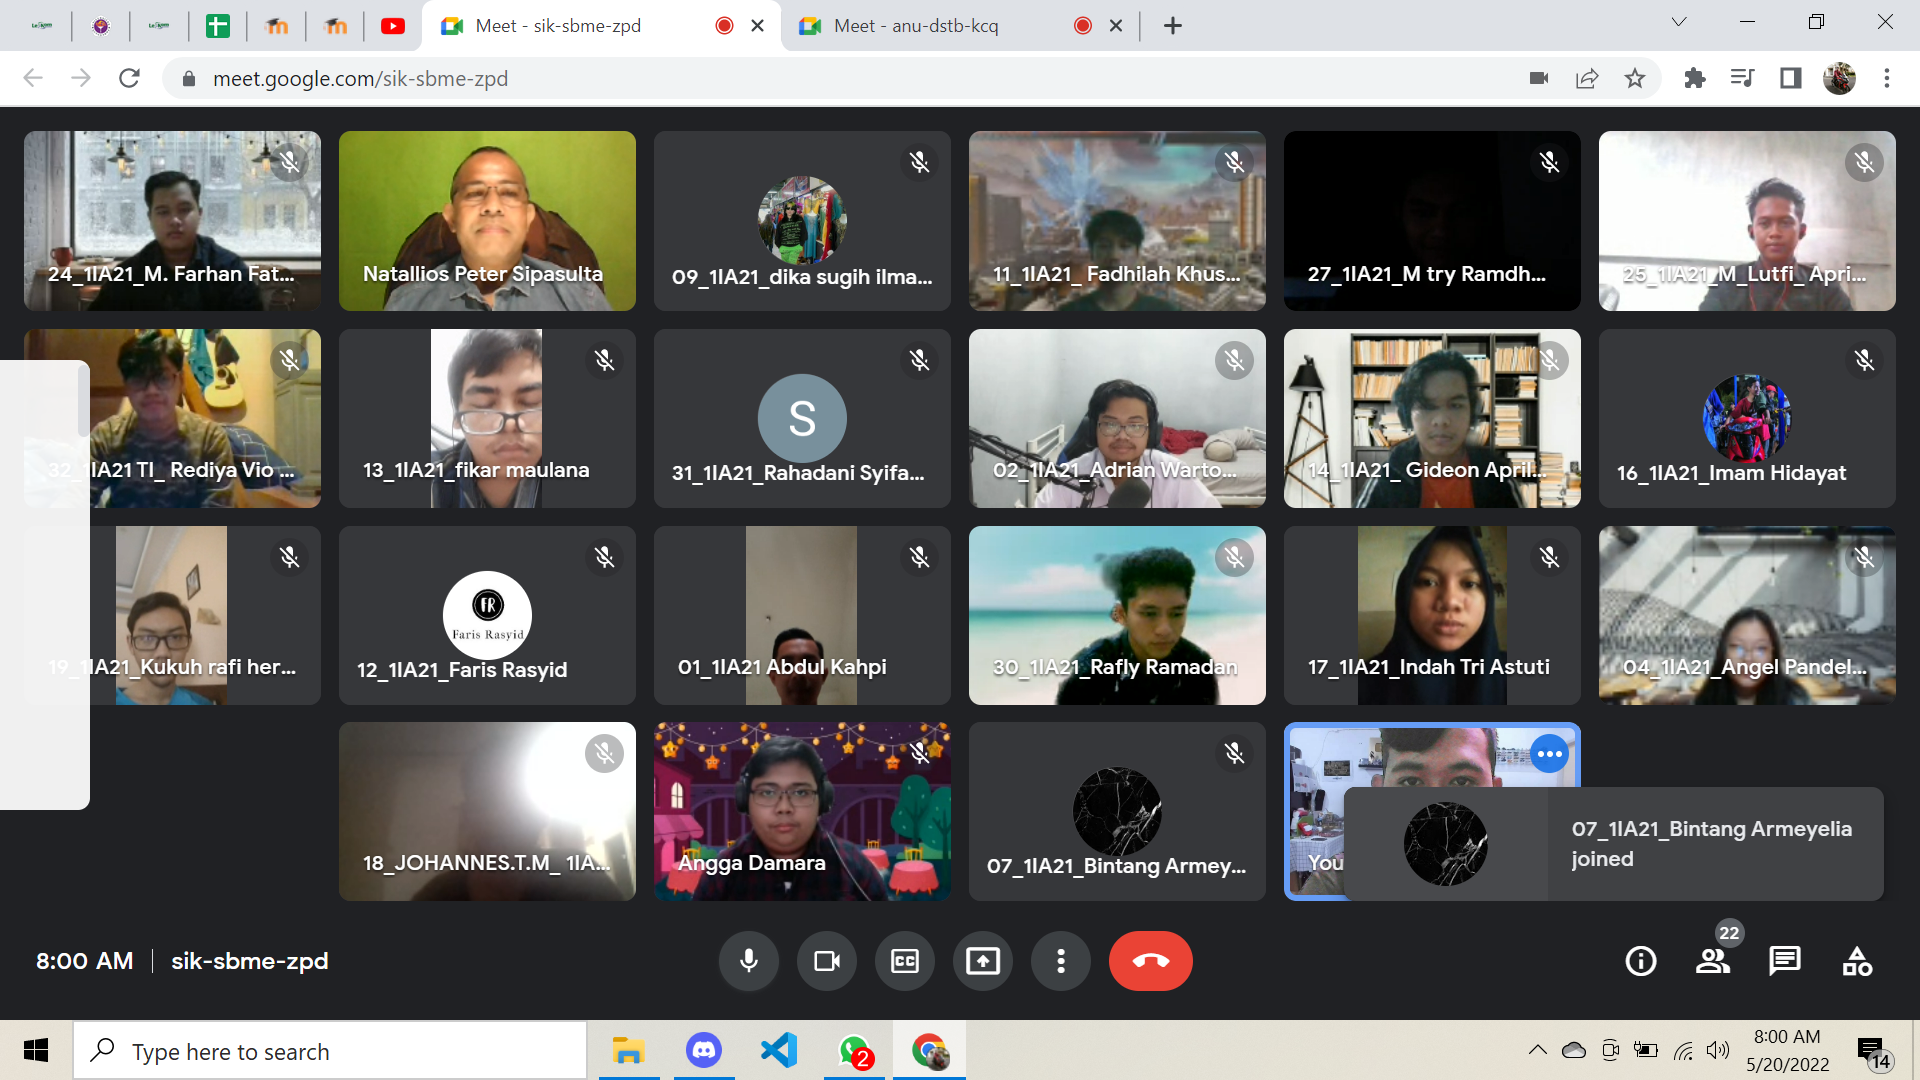 Meet - sik-sbme-zpd
Meet - anu-dstb-kcq
meet.google.com/sik-sbme-zpd
24_1IA21_M. Farhan Fat...
Natallios Peter Sipasulta
09_1IA21_dika sugih ilma...
11_1IA21_ Fadhilah Khus...
27_1IA21_M try Ramdh...
25_1IA21_M_Lutfi_ Apri...
32_1IA21 TI_ Rediya Vio ...
13_1IA21_fikar maulana
S
31_1IA21_Rahadani Syifa...
02_1IA21_Adrian Warto...
14_1IA21_ Gideon April...
16_1IA21_Imam Hidayat
19_1IA21_Kukuh rafi her...
FR
Faris Rasyid
12_1IA21_Faris Rasyid
01_1IA21 Abdul Kahpi
30_1IA21_Rafly Ramadan
17_1IA21_Indah Tri Astuti
04_1IA21_Angel Pandel...
18_JOHANNES.T.M_ 1IA...
Angga Damara
07_1IA21_Bintang Armey...
You
07_1IA21_Bintang Armeyelia
joined
8:00 AM
sik-sbme-zpd
CC
22
Type here to search
2
8:00 AM
5/20/2022
14